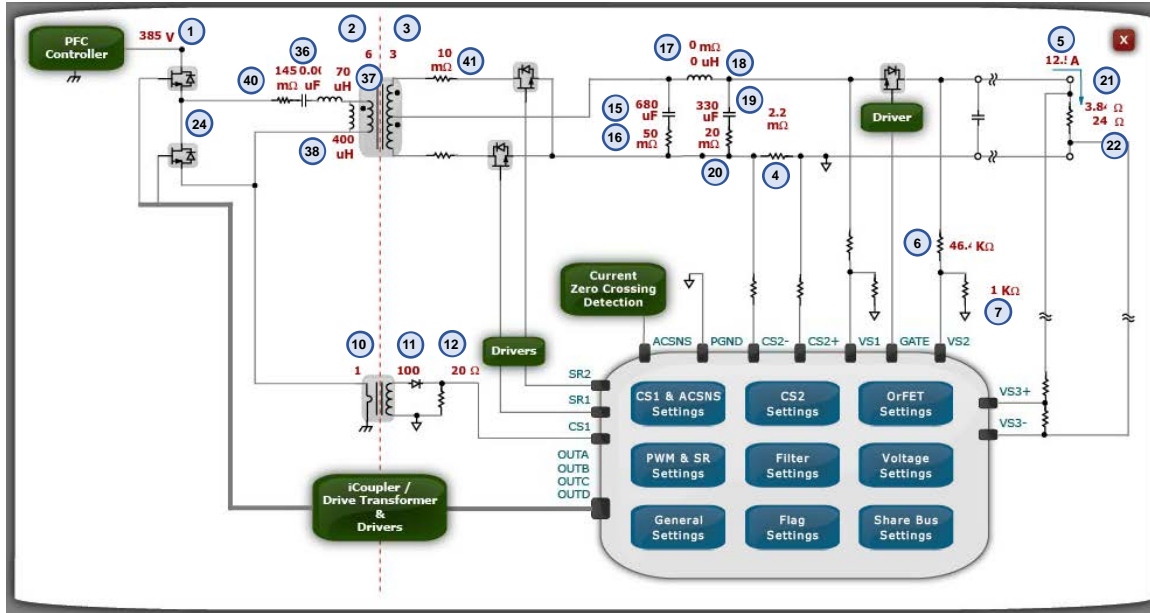 1
2
3
5
X
PFC
Controller
385 V
36
6
3
10
mΩ
41
17
0 mΩ
0 uH
18
12.5 A
21
40
145
mΩ
uF
70
uH
37
15
680
uF
330
uF
19
2.2
mΩ
Driver
3.84 Ω
24 Ω
24
16
50
mΩ
20
mΩ
38
400
uH
20
4
22
6
KΩ
Current
Zero Crossing
Detection
1 KΩ
7
ACSNS
PGND
CS2-
CS2+
VS1
GATE
VS2
Drivers
10
11
12
1
100
20 Ω
SR2
SR1
CS1
OUTA
OUTB
OUTC
OUTD
CS1 & ACSNS
Settings
CS2
Settings
OrFET
Settings
VS3+
VS3-
PWM & SR
Settings
Filter
Settings
Voltage
Settings
General
Settings
Flag
Settings
Share Bus
Settings
iCoupler /
Drive Transformer
&
Drivers